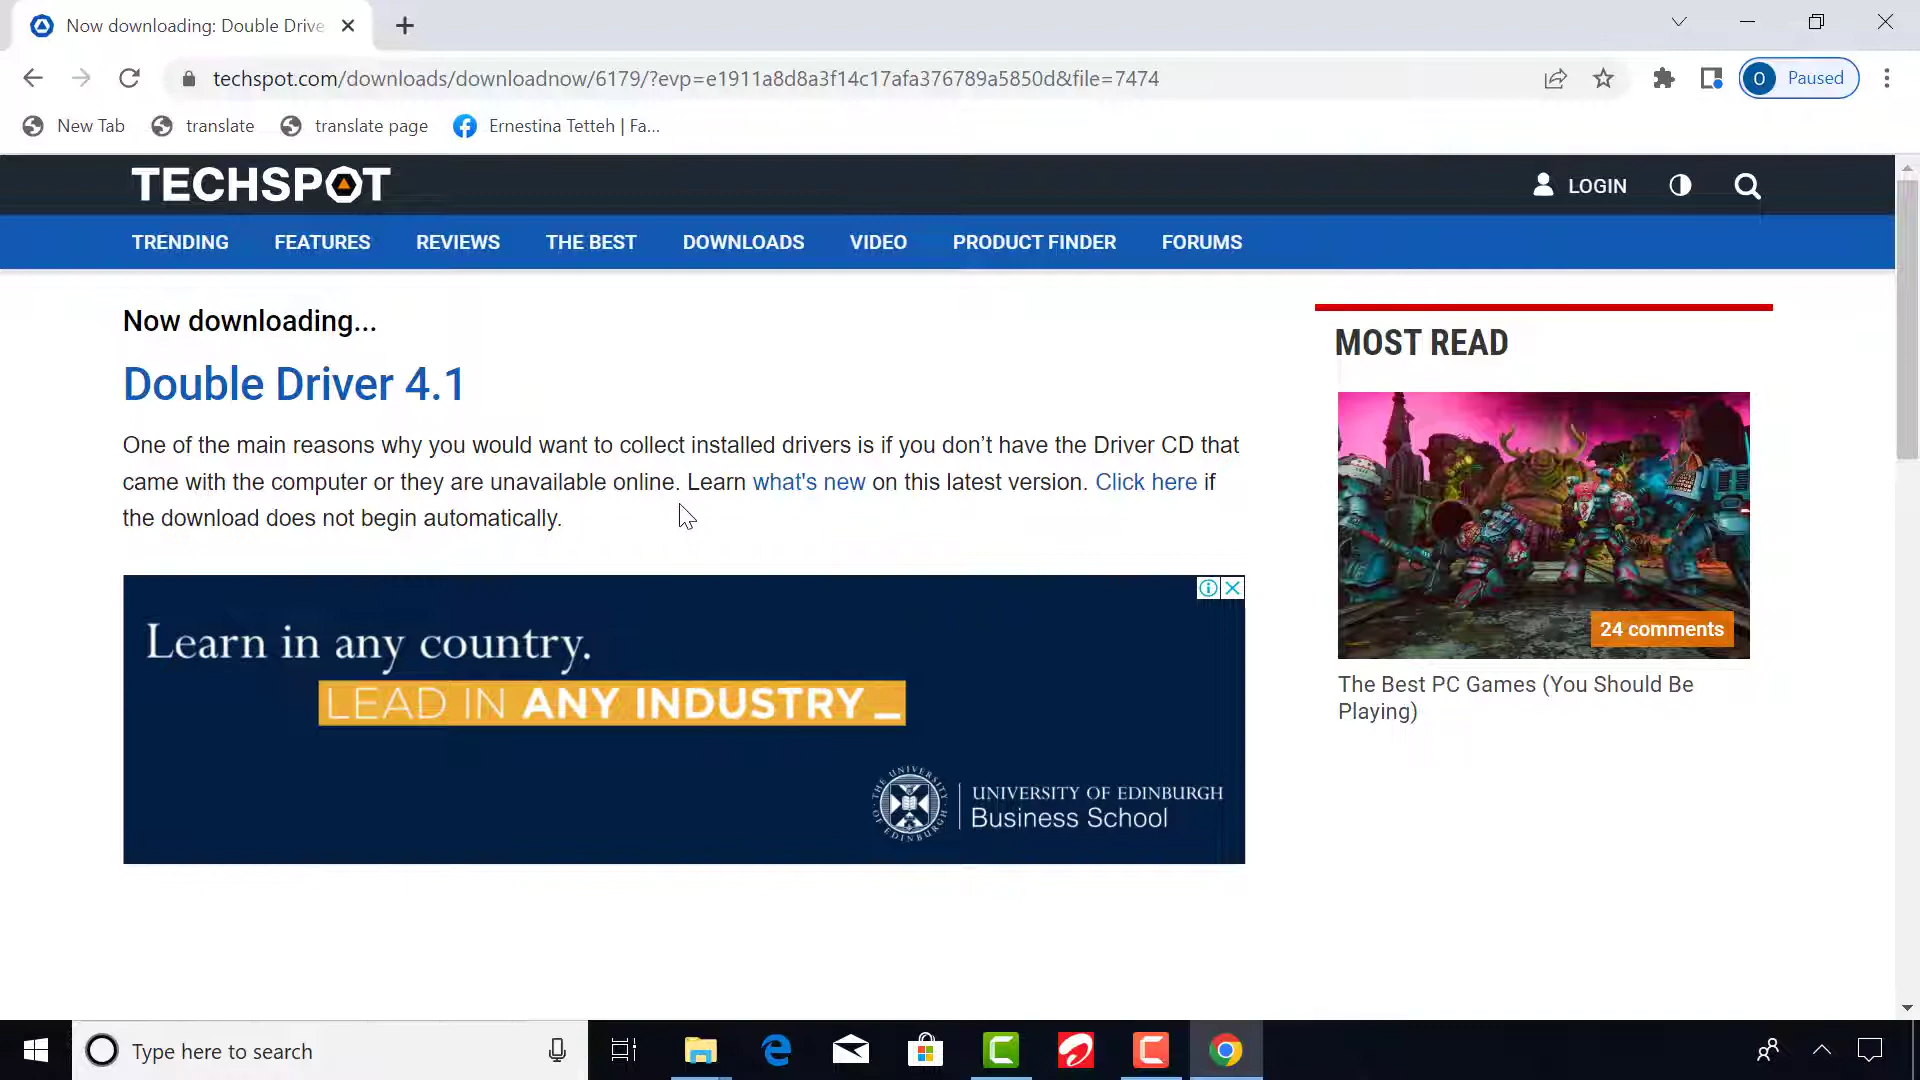 Now downloading: Double Drive
techspot.com/downloads/downloadnow/6179/?evp=e1911a8d8a3f14c17afa376789a5850d&file=7474
O Paused
New Tab translate translate page Ernestina Tetteh | Fa...
TECHSPOT
LOGIN
TRENDING FEATURES REVIEWS THE BEST DOWNLOADS VIDEO PRODUCT FINDER FORUMS
Now downloading...
Double Driver 4.1
One of the main reasons why you would want to collect installed drivers is if you don’t have the Driver CD that
came with the computer or they are unavailable online. Learn what's new on this latest version. Click here if
the download does not begin automatically.
Learn in any country.
LEAD IN ANY INDUSTRY _
THE UNIVERSITY OF EDINBURGH
UNIVERSITY OF EDINBURGH
Business School
MOST READ
24 comments
The Best PC Games (You Should Be
Playing)
Type here to search